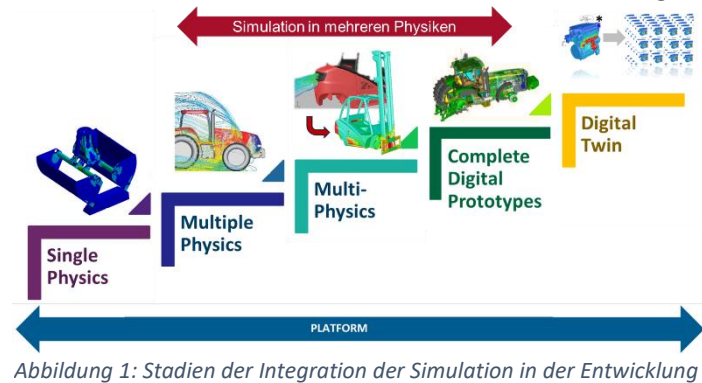 Simulation in mehreren Physiken
*
Single
Physics
Multiple
Physics
Multi-
Physics
Complete
Digital
Prototypes
Digital
Twin
PLATFORM
Abbildung 1: Stadien der Integration der Simulation in der Entwicklung